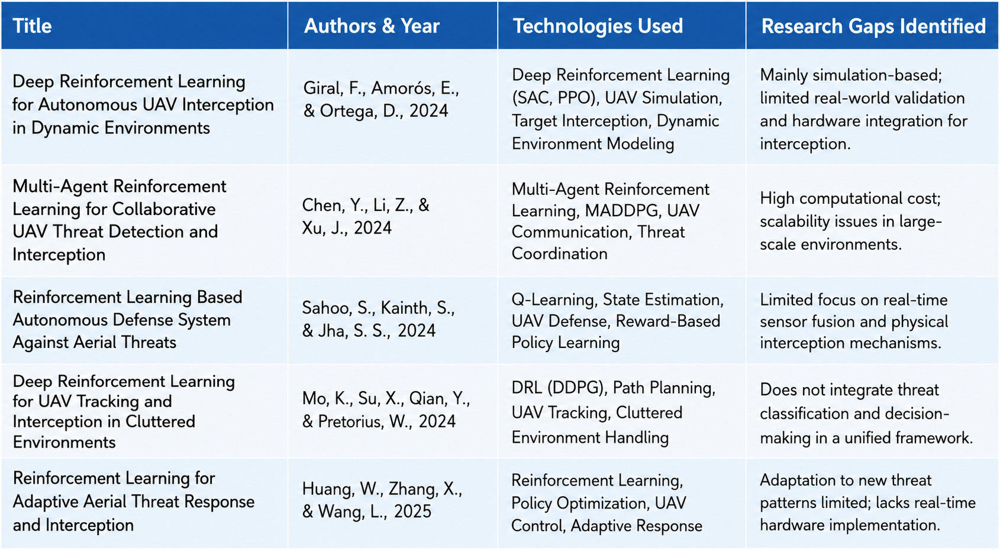 Title
Authors & Year
Technologies Used
Research Gaps Identified
Deep Reinforcement Learning
for Autonomous UAV Interception
in Dynamic Environments
Giral, F., Amorós, E.,
& Ortega, D., 2024
Deep Reinforcement Learning
(SAC, PPO), UAV Simulation,
Target Interception, Dynamic
Environment Modeling
Mainly simulation-based;
limited real-world validation
and hardware integration for
interception.
Multi-Agent Reinforcement
Learning for Collaborative
UAV Threat Detection and
Interception
Chen, Y., Li, Z., &
Xu, J., 2024
Multi-Agent Reinforcement
Learning, MADDPG, UAV
Communication, Threat
Coordination
High computational cost;
scalability issues in large-
scale environments.
Reinforcement Learning Based
Autonomous Defense System
Against Aerial Threats
Sahoo, S., Kainth, S.,
& Jha, S. S., 2024
Q-Learning, State Estimation,
UAV Defense, Reward-Based
Policy Learning
Limited focus on real-time
sensor fusion and physical
interception mechanisms.
Deep Reinforcement Learning
for UAV Tracking and
Interception in Cluttered
Environments
Mo, K., Su, X., Qian, Y.,
& Pretorius, W., 2024
DRL (DDPG), Path Planning,
UAV Tracking, Cluttered
Environment Handling
Does not integrate threat
classification and decision-
making in a unified framework.
Reinforcement Learning for
Adaptive Aerial Threat Response
and Interception
Huang, W., Zhang, X.,
& Wang, L., 2025
Reinforcement Learning,
Policy Optimization, UAV
Control, Adaptive Response
Adaptation to new threat
patterns limited; lacks real-time
hardware implementation.